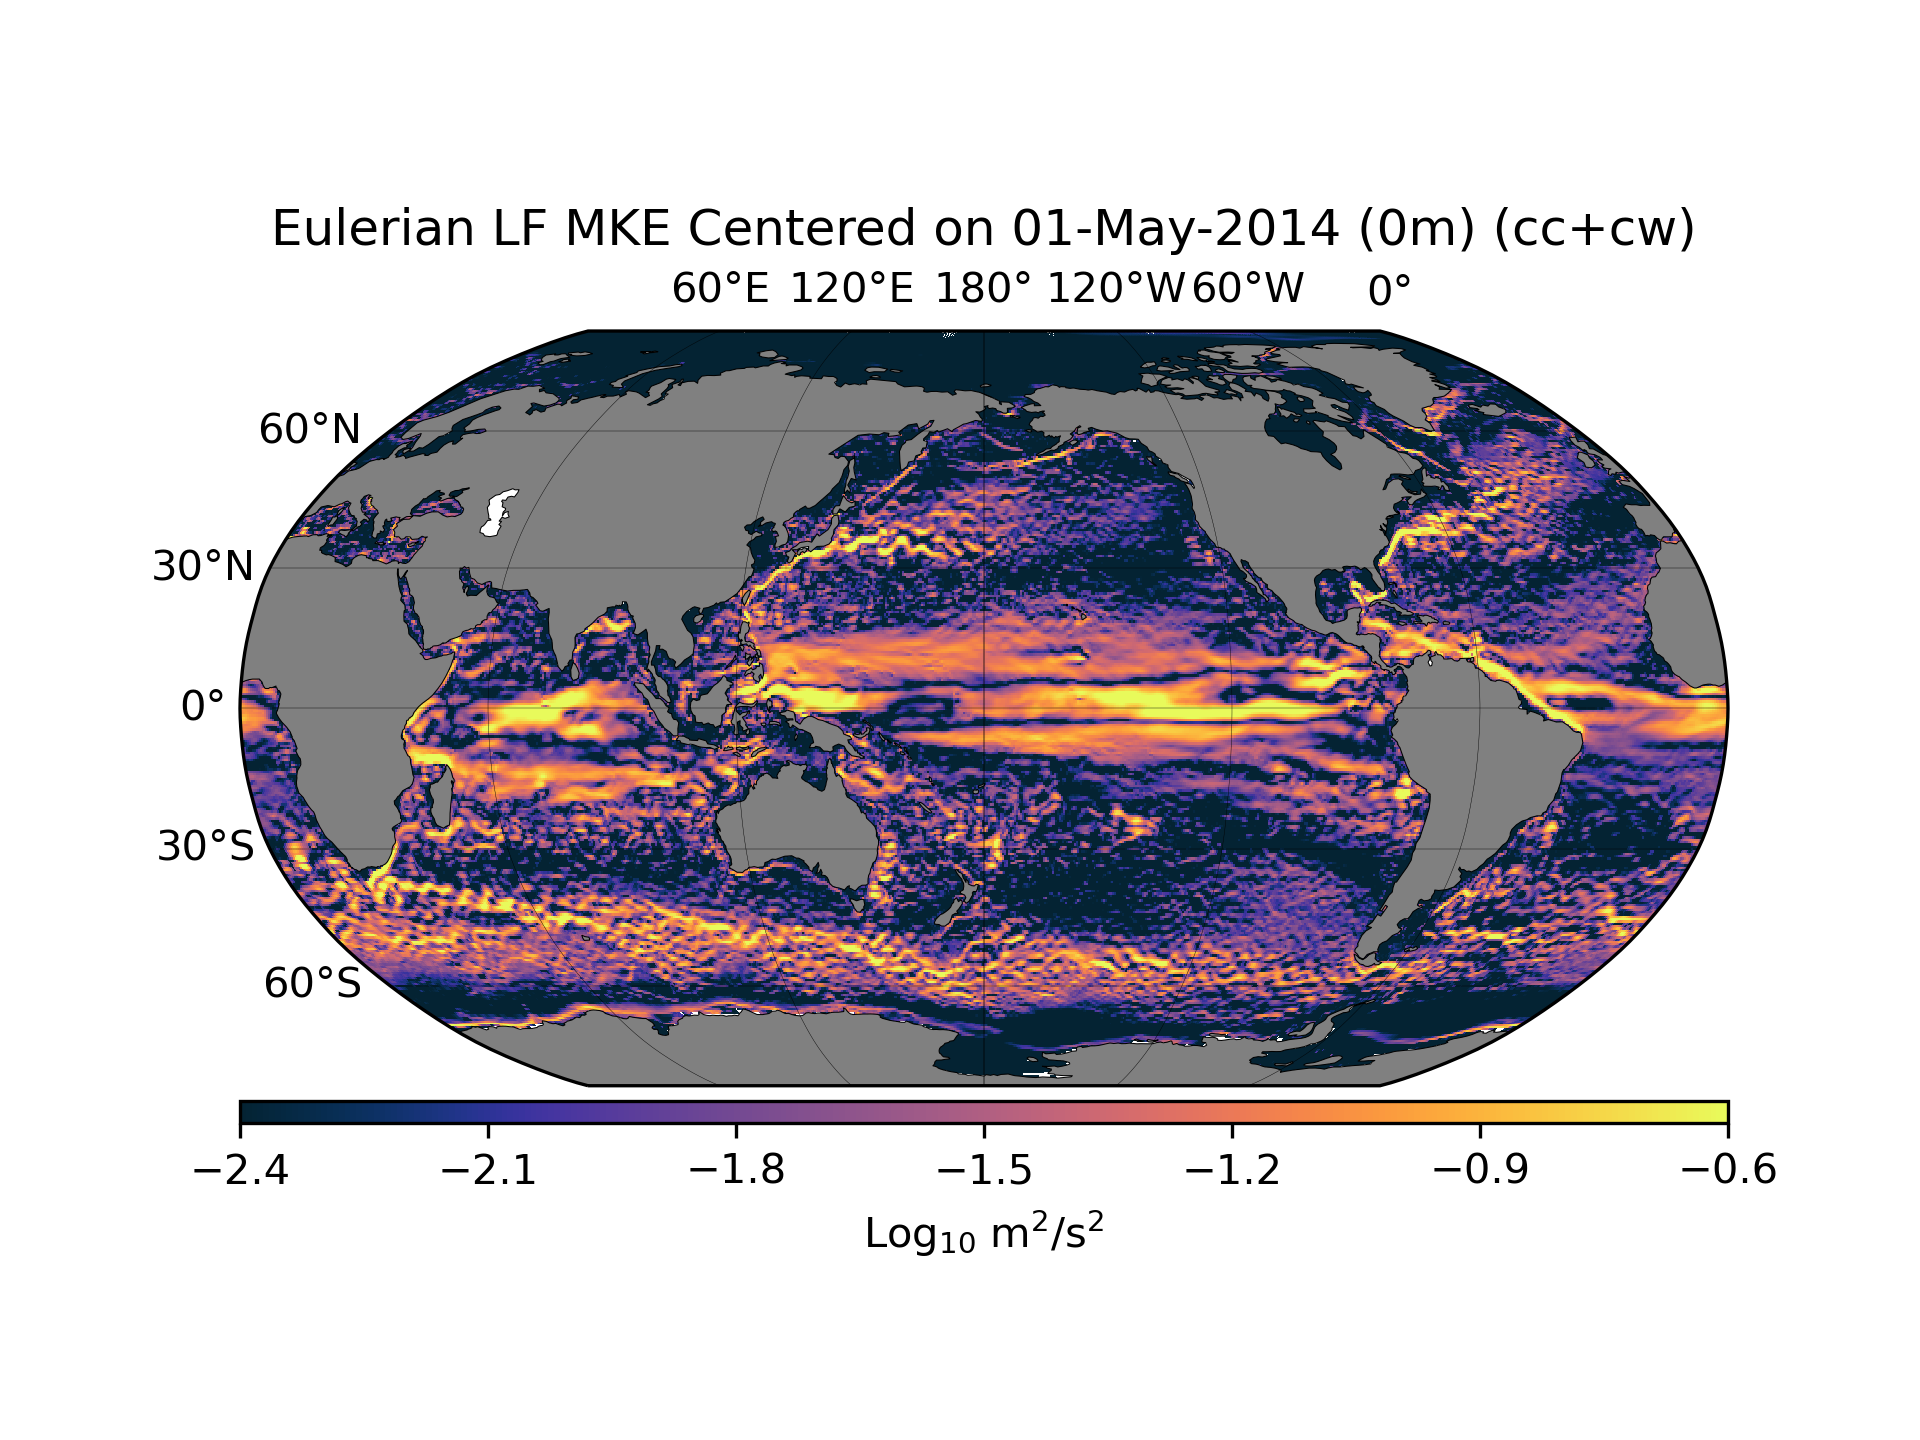 Eulerian LF MKE Centered on 01-May-2014 (0m) (cc+cw)
60°E 120°E 180° 120°W 60°W 0°
60°N
30°N
0°
30°S
60°S
−2.4 −2.1 −1.8 −1.5 −1.2 −0.9 −0.6
Log₁₀ m²/s²